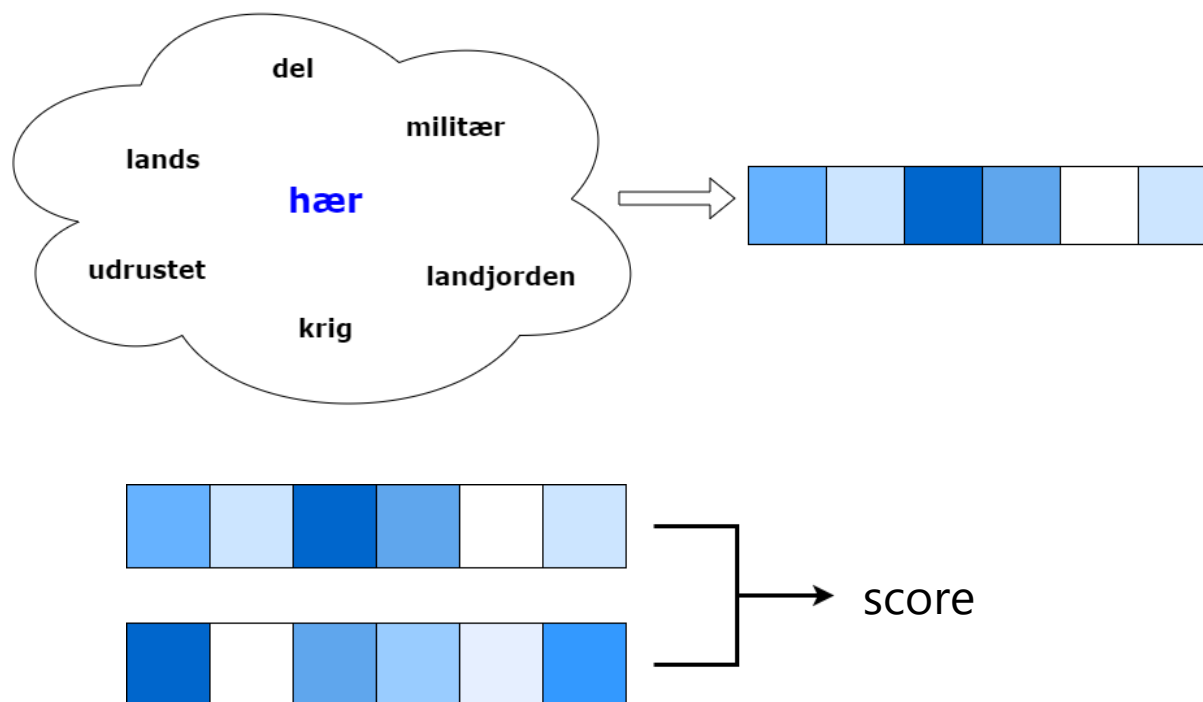 del
militær
lands
hær
udrustet
landjorden
krig
score